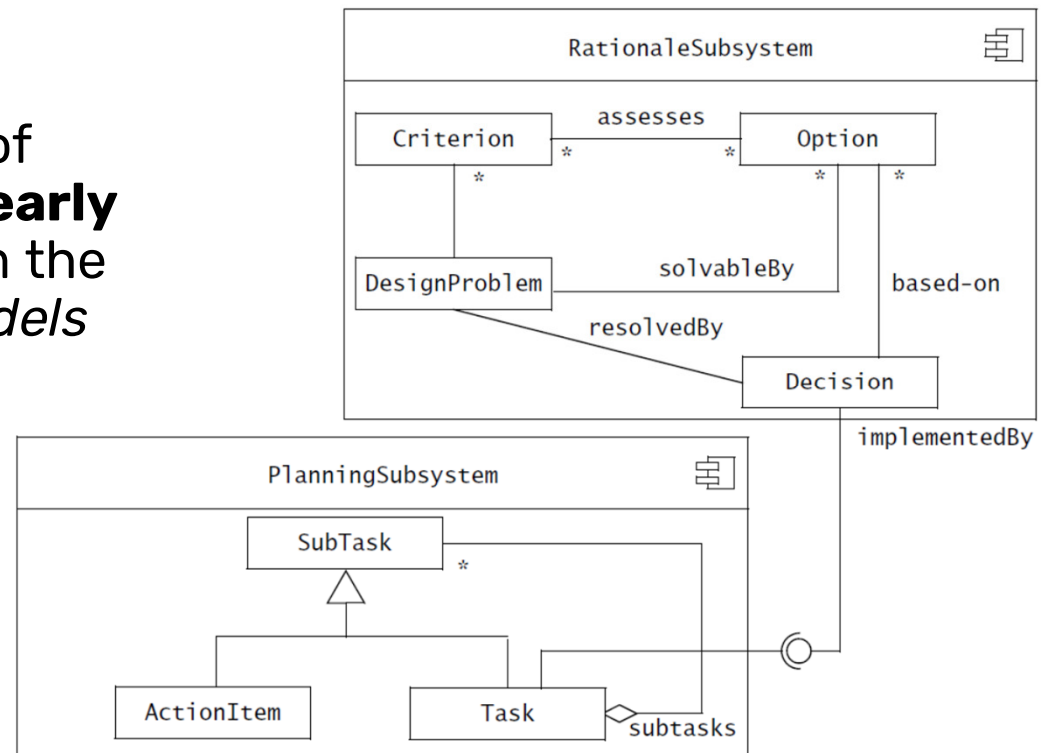 of
early
n the
dels
RationaleSubsystem
Criterion
assesses
Option
*
*
*
*
*
DesignProblem
solvableBy
based-on
resolvedBy
Decision
implementedBy
PlanningSubsystem
SubTask
*
ActionItem
Task
subtasks